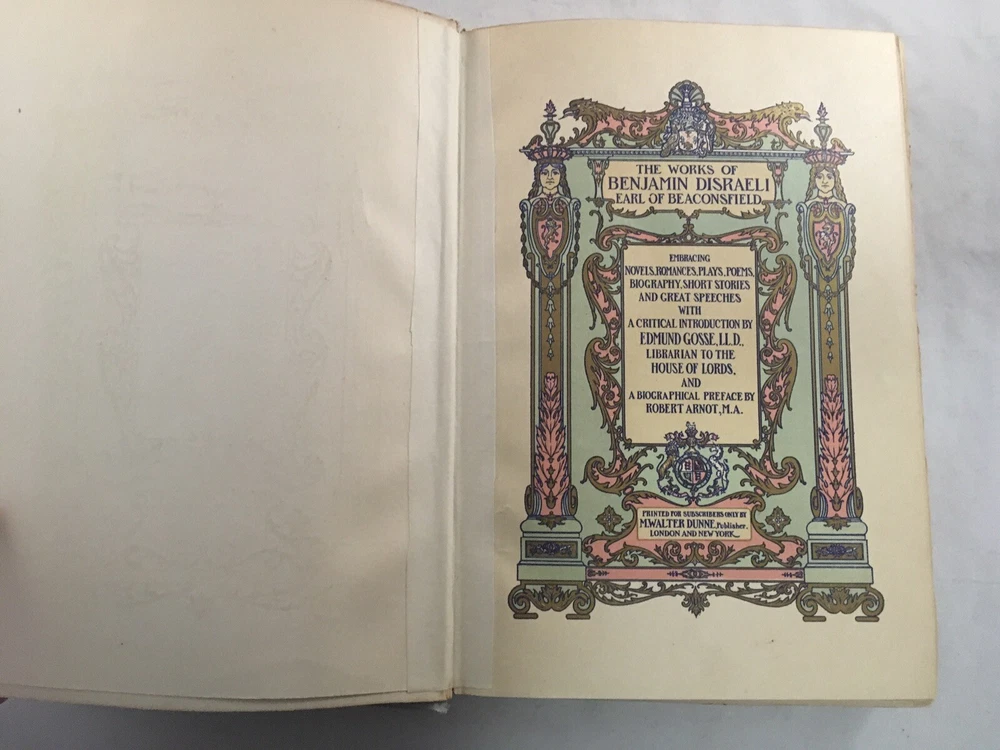 THE WORKS OF
BENJAMIN DISRAELI
EARL OF BEACONSFIELD
EMBRACING
NOVELS, ROMANCES, PLAYS, POEMS,
BIOGRAPHY, SHORT STORIES
AND GREAT SPEECHES
WITH
A CRITICAL INTRODUCTION BY
EDMUND GOSSE, LL.D.,
LIBRARIAN TO THE
HOUSE OF LORDS,
AND
A BIOGRAPHICAL PREFACE BY
ROBERT ARNOT, M.A.
PRINTED FOR SUBSCRIBERS ONLY BY
M. WALTER DUNNE, Publisher,
LONDON AND NEW YORK